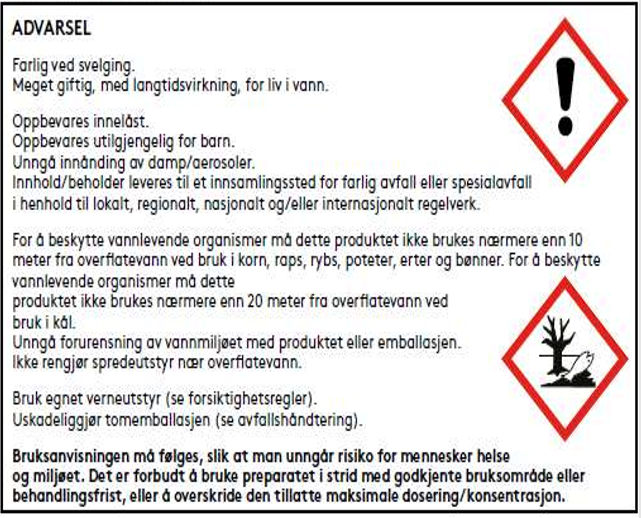 ADVARSEL
Farlig ved svelging.
Meget giftig, med langtidsvirkning, for liv i vann.
Oppbevares innelåst.
Oppbevares utilgjengelig for barn.
Unngå innånding av damp/aerosoler.
Innhold/beholder leveres til et innsamlingssted for farlig avfall eller spesialavfall
i henhold til lokalt, regionalt, nasjonalt og/eller internasjonalt regelverk.
For å beskytte vannlevende organismer må dette produktet ikke brukes nærmere enn 10
meter fra overflatevann ved bruk i korn, raps, rybs, poteter, erter og bønner. For å beskytte
vannlevende organismer må dette
produktet ikke brukes nærmere enn 20 meter fra overflatevann ved
bruk i kål.
Unngå forurensning av vannmiljøet med produktet eller emballasjen.
Ikke rengjør spredeutstyr nær overflatevann.
Bruk egnet verneutstyr (se forsiktighetsregler).
Uskadeliggjør tomemballasjen (se avfallshåndtering).
Bruksanvisningen må følges, slik at man unngår risiko for mennesker helse
og miljøet. Det er forbudt å bruke preparatet i strid med godkjente bruksområde eller
behandlingsfrist, eller å overskride den tillatte maksimale dosering/konsentrasjon.